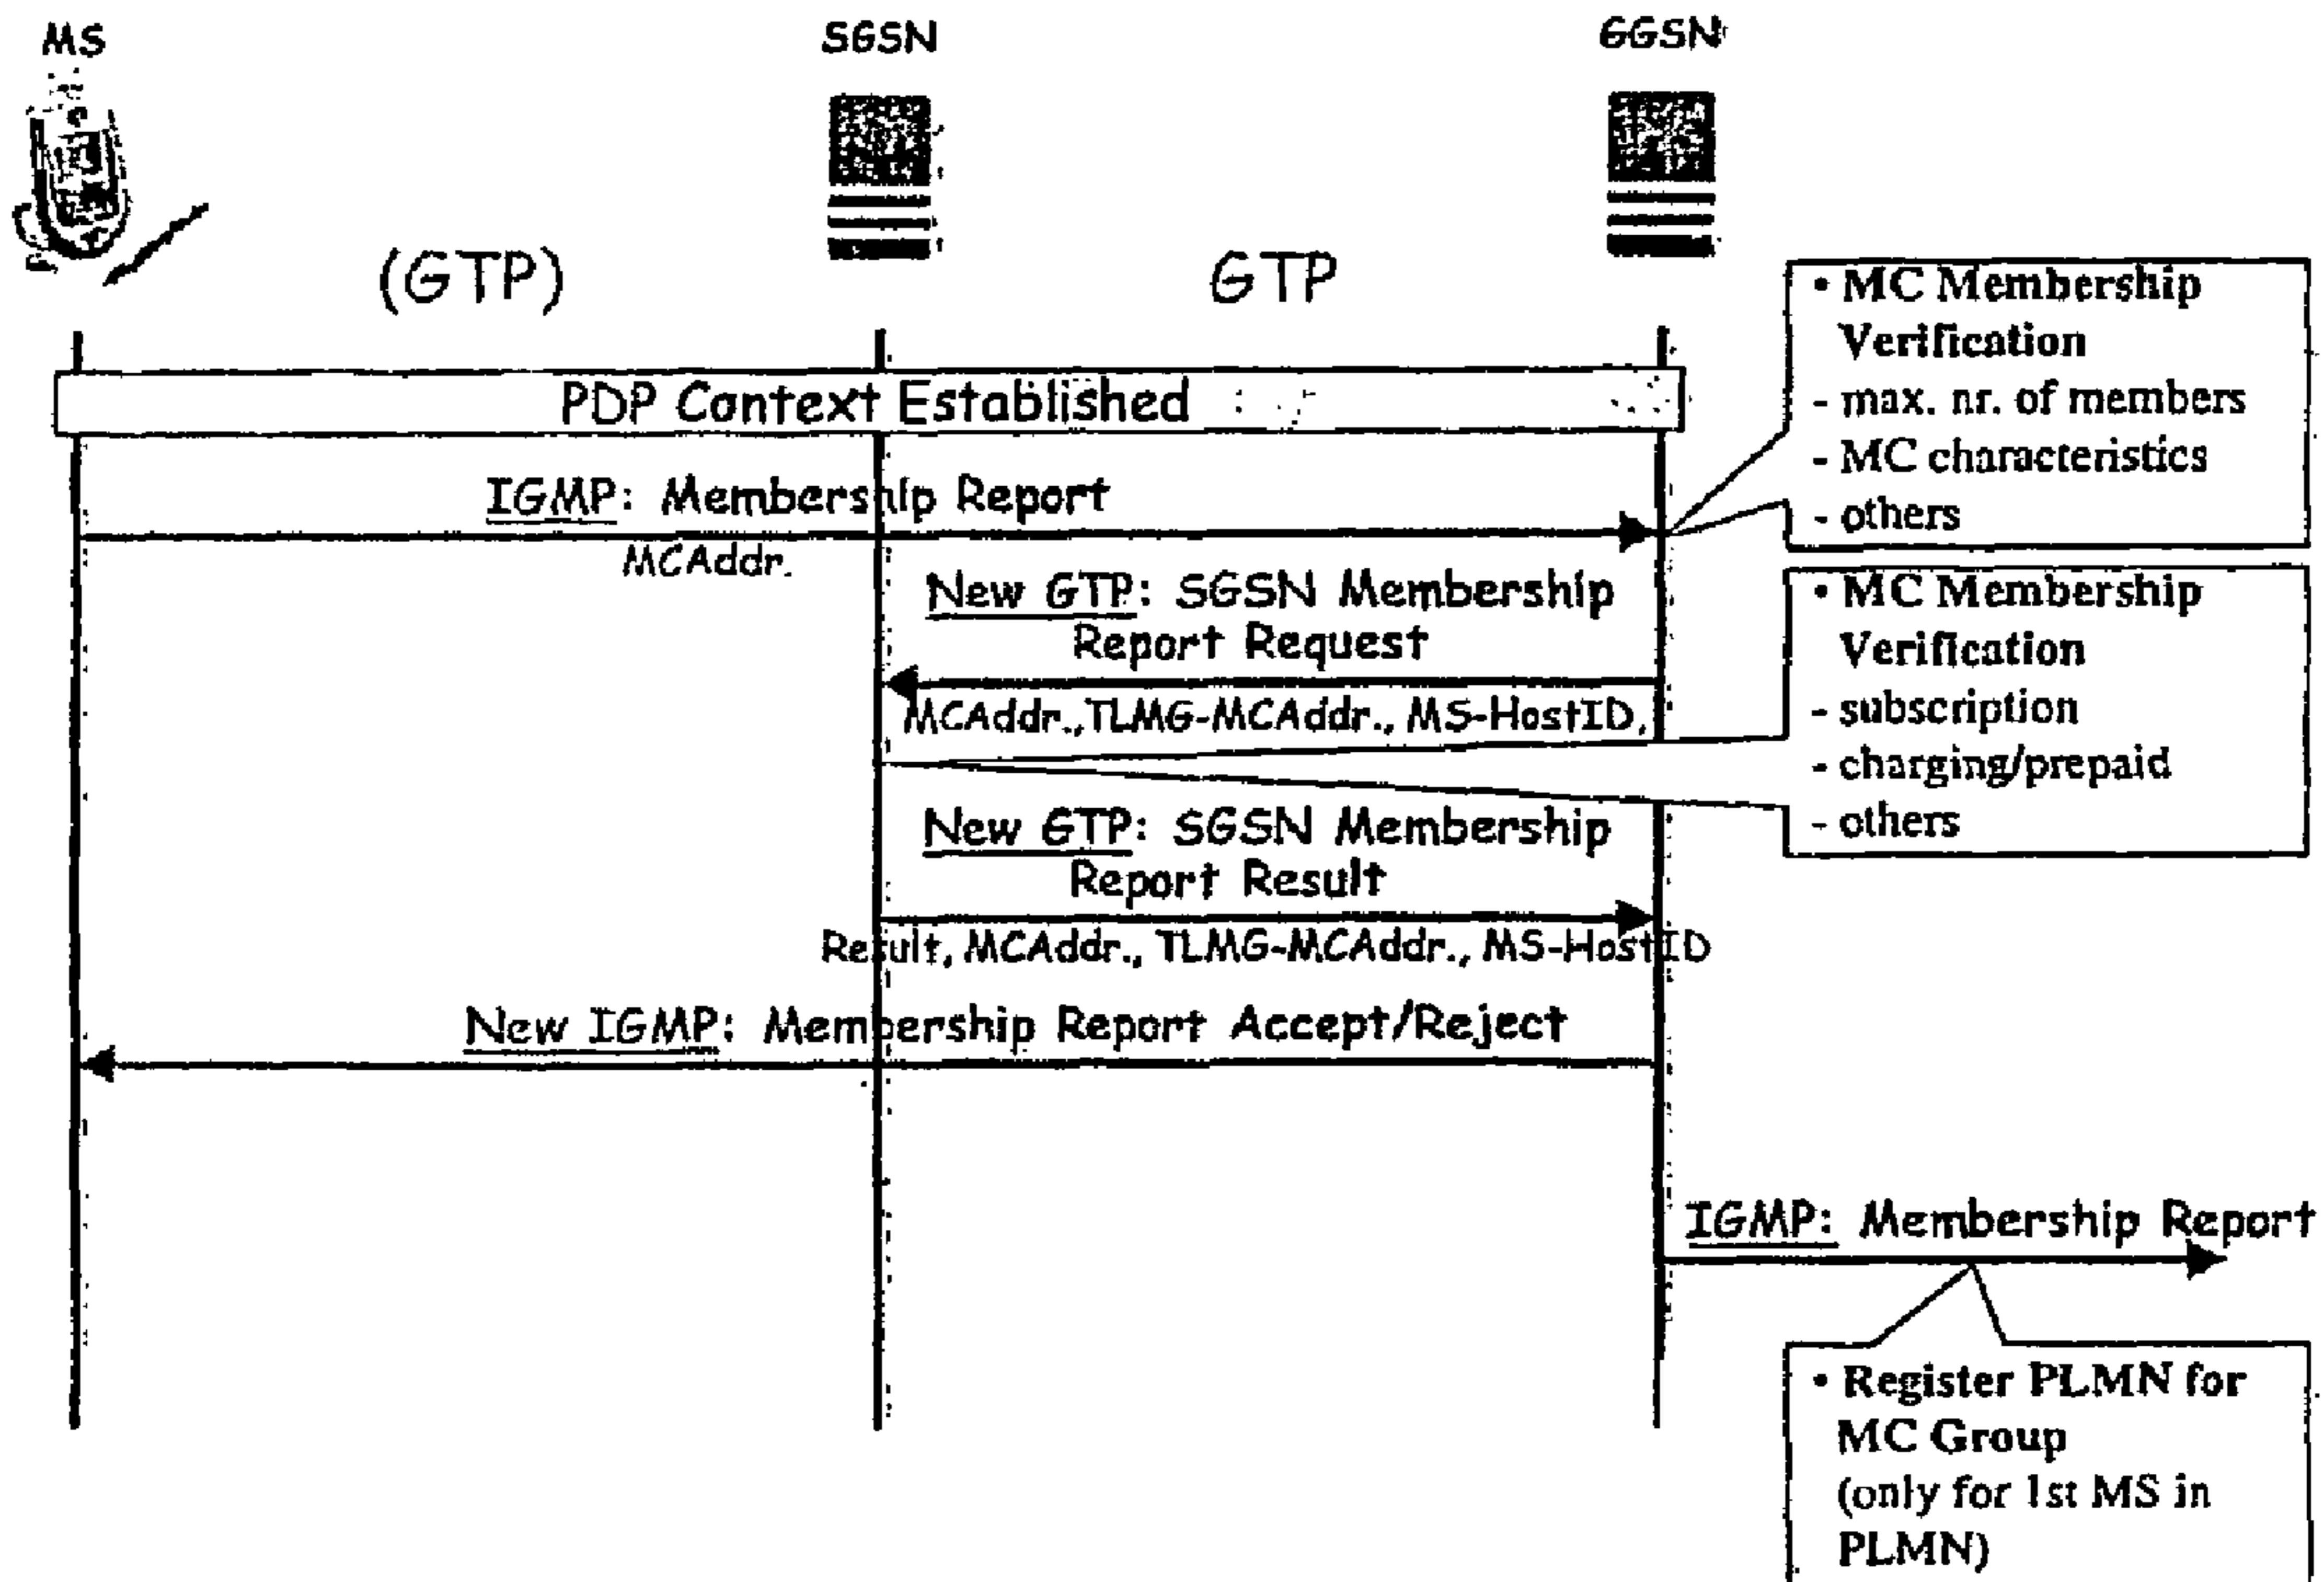 MS
SGSN
GGSN
(GTP)
GTP
• MC Membership
Verification
- max. nr. of members
- MC characteristics
- others
PDP Context Established
IGMP: Membership Report
MCAddr.
New GTP: SGSN Membership
Report Request
MCAddr.,TLMG-MCAddr., MS-HostID,
• MC Membership
Verification
- subscription
- charging/prepaid
- others
New GTP: SGSN Membership
Report Result
Result, MCAddr., TLMG-MCAddr., MS-HostID
New IGMP: Membership Report Accept/Reject
IGMP: Membership Report
• Register PLMN for
MC Group
(only for 1st MS in
PLMN)